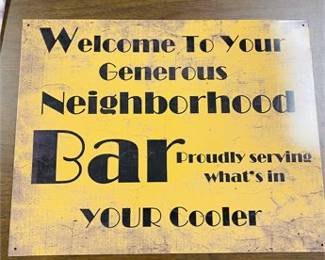 Welcome To Your
Generous
Neighborhood
Bar Proudly serving
what's in
YOUR Cooler